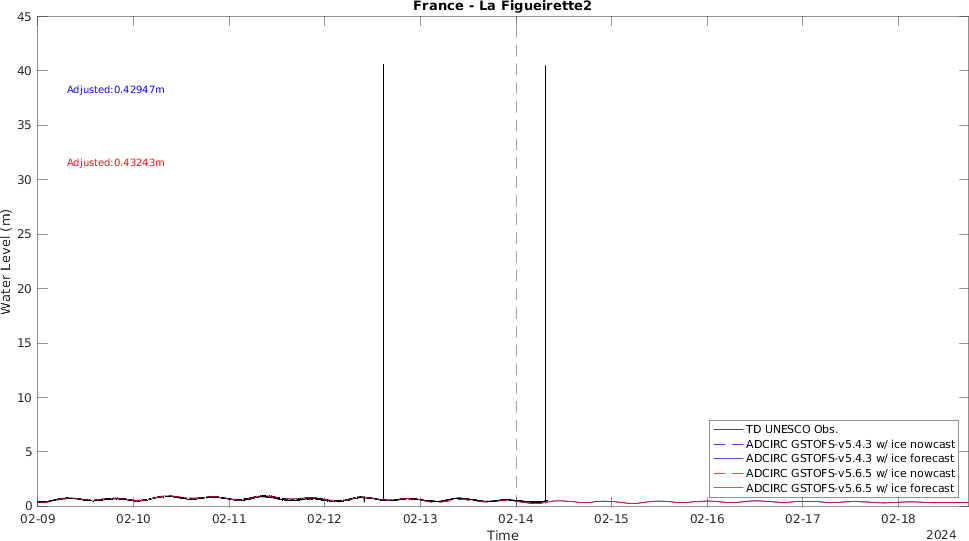 France - La Figueirette2
45
40
35
30
25
20
15
10
5
0
Water Level (m)
Adjusted:0.42947m
Adjusted:0.43243m
TD UNESCO Obs.
ADCIRC GSTOFS-v5.4.3 w/ ice nowcast
ADCIRC GSTOFS-v5.4.3 w/ ice forecast
ADCIRC GSTOFS-v5.6.5 w/ ice nowcast
ADCIRC GSTOFS-v5.6.5 w/ ice forecast
02-09 02-10 02-11 02-12 02-13 02-14 02-15 02-16 02-17 02-18
Time
2024